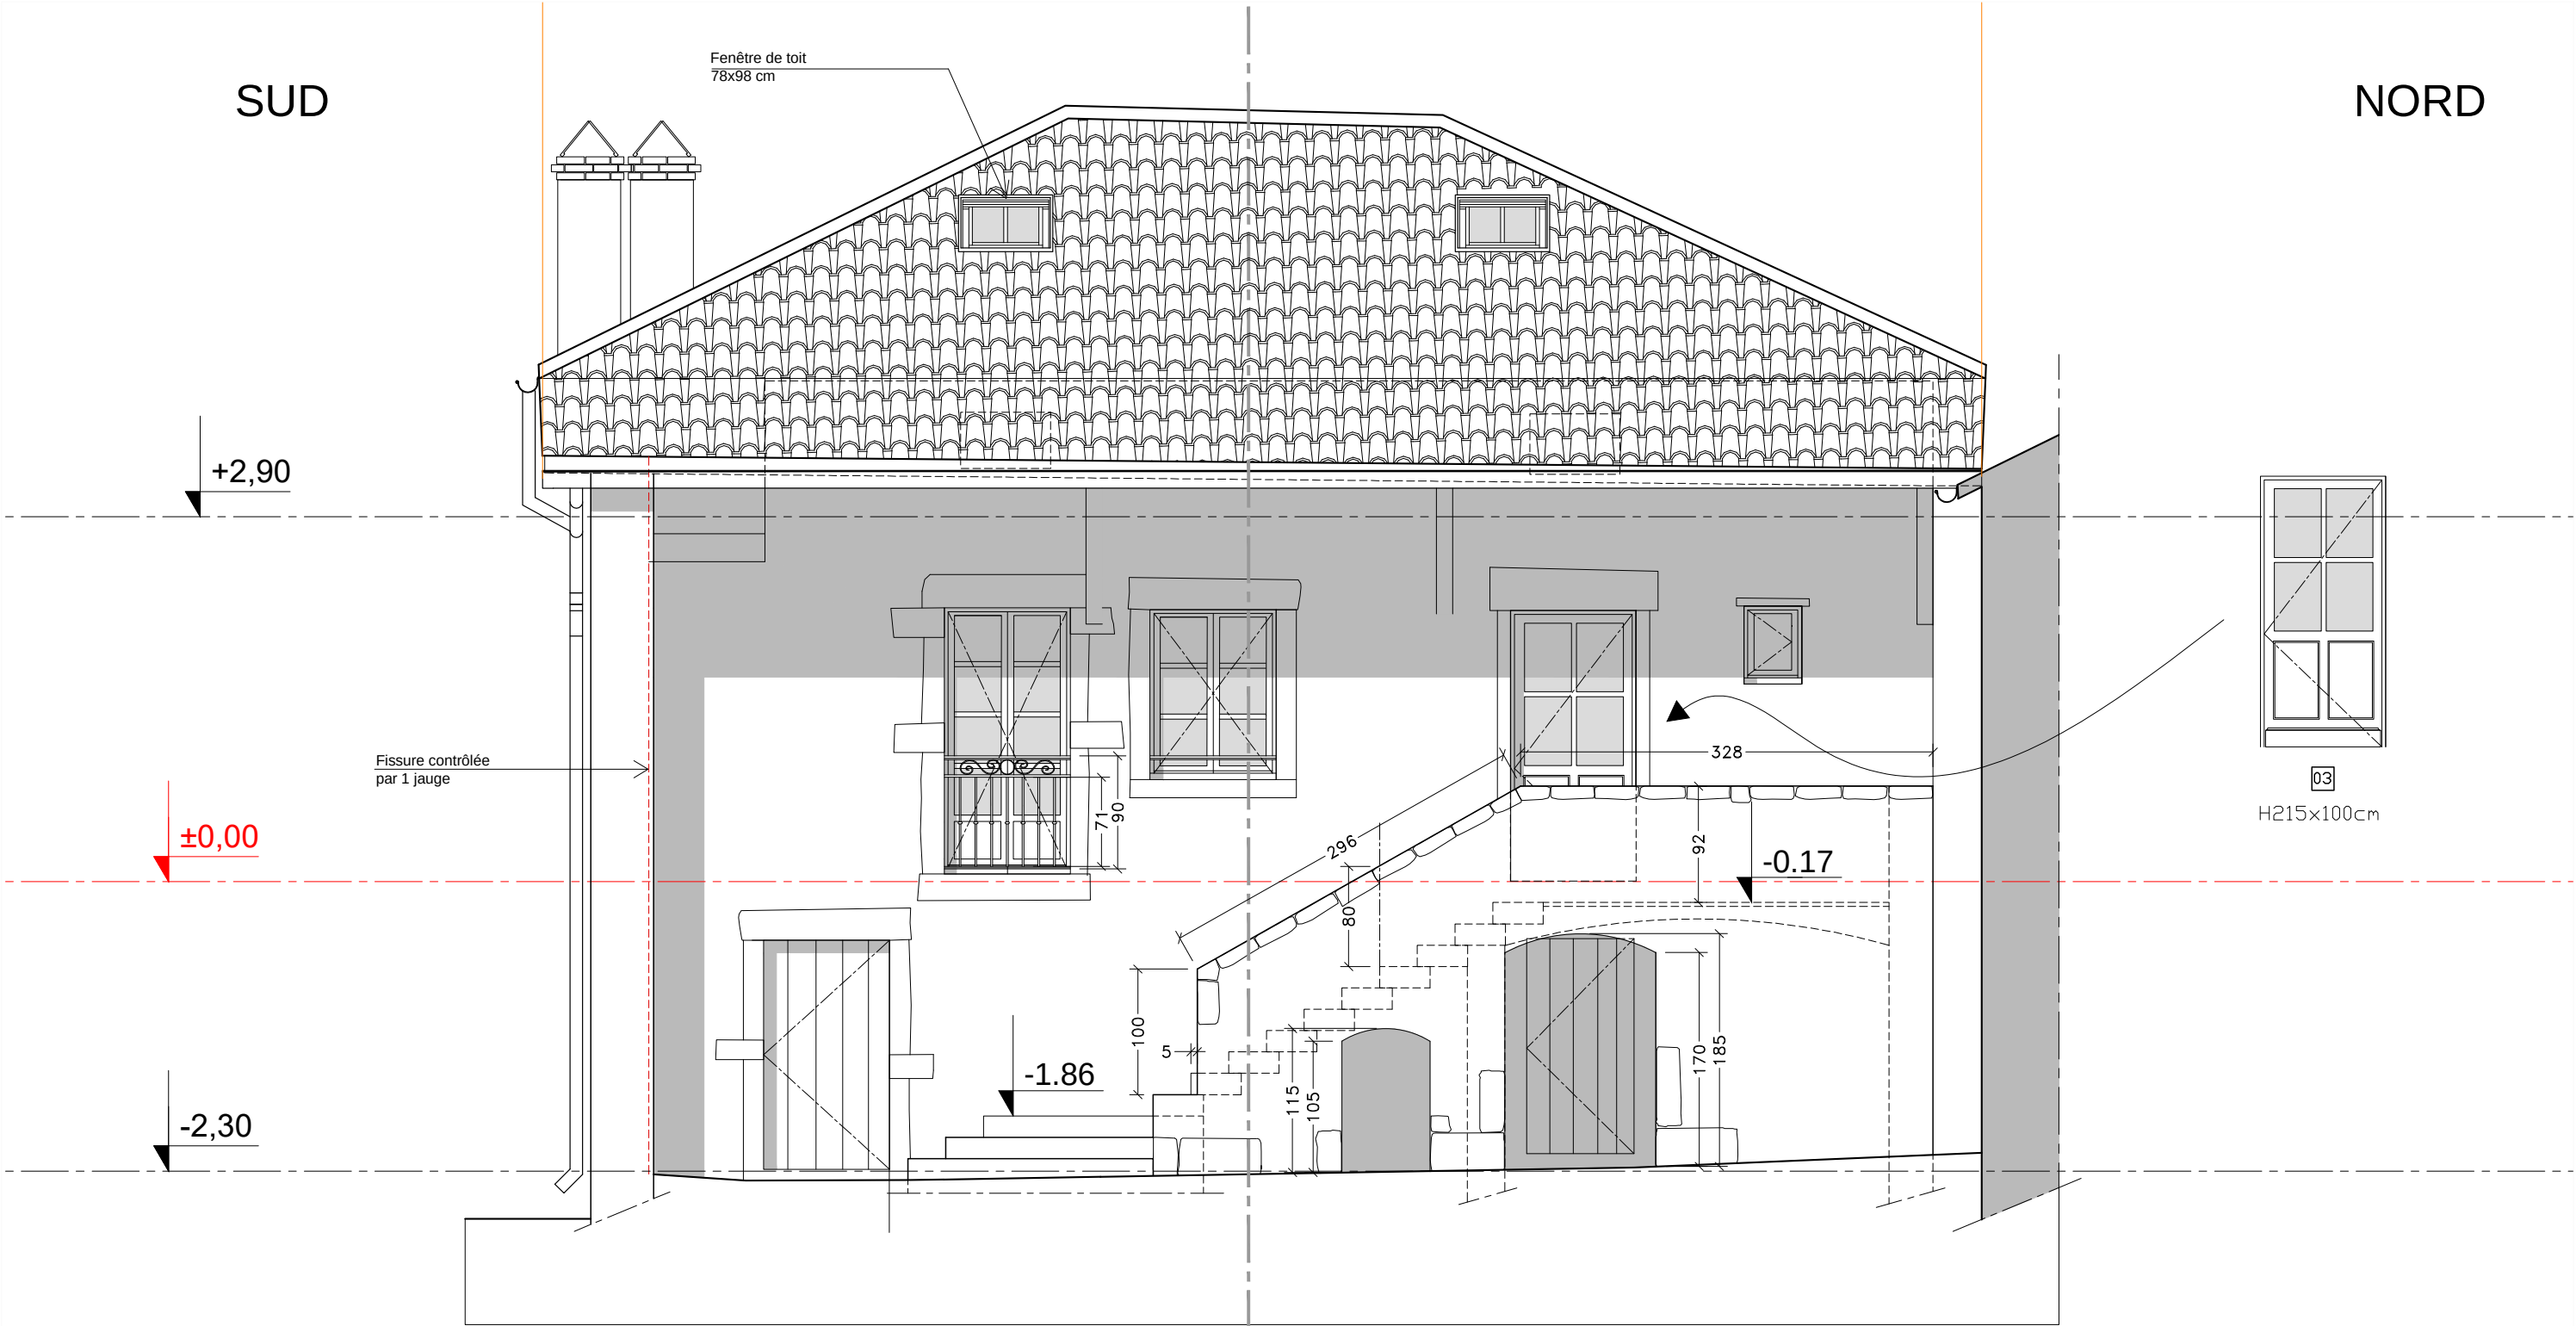 Fenêtre de toit
78x98 cm
SUD
NORD
+2,90
Fissure contrôlée
par 1 jauge
328
03
H215x100cm
71
90
296
92
±0,00
-0.17
80
100
5
-1.86
115
105
170
185
-2,30